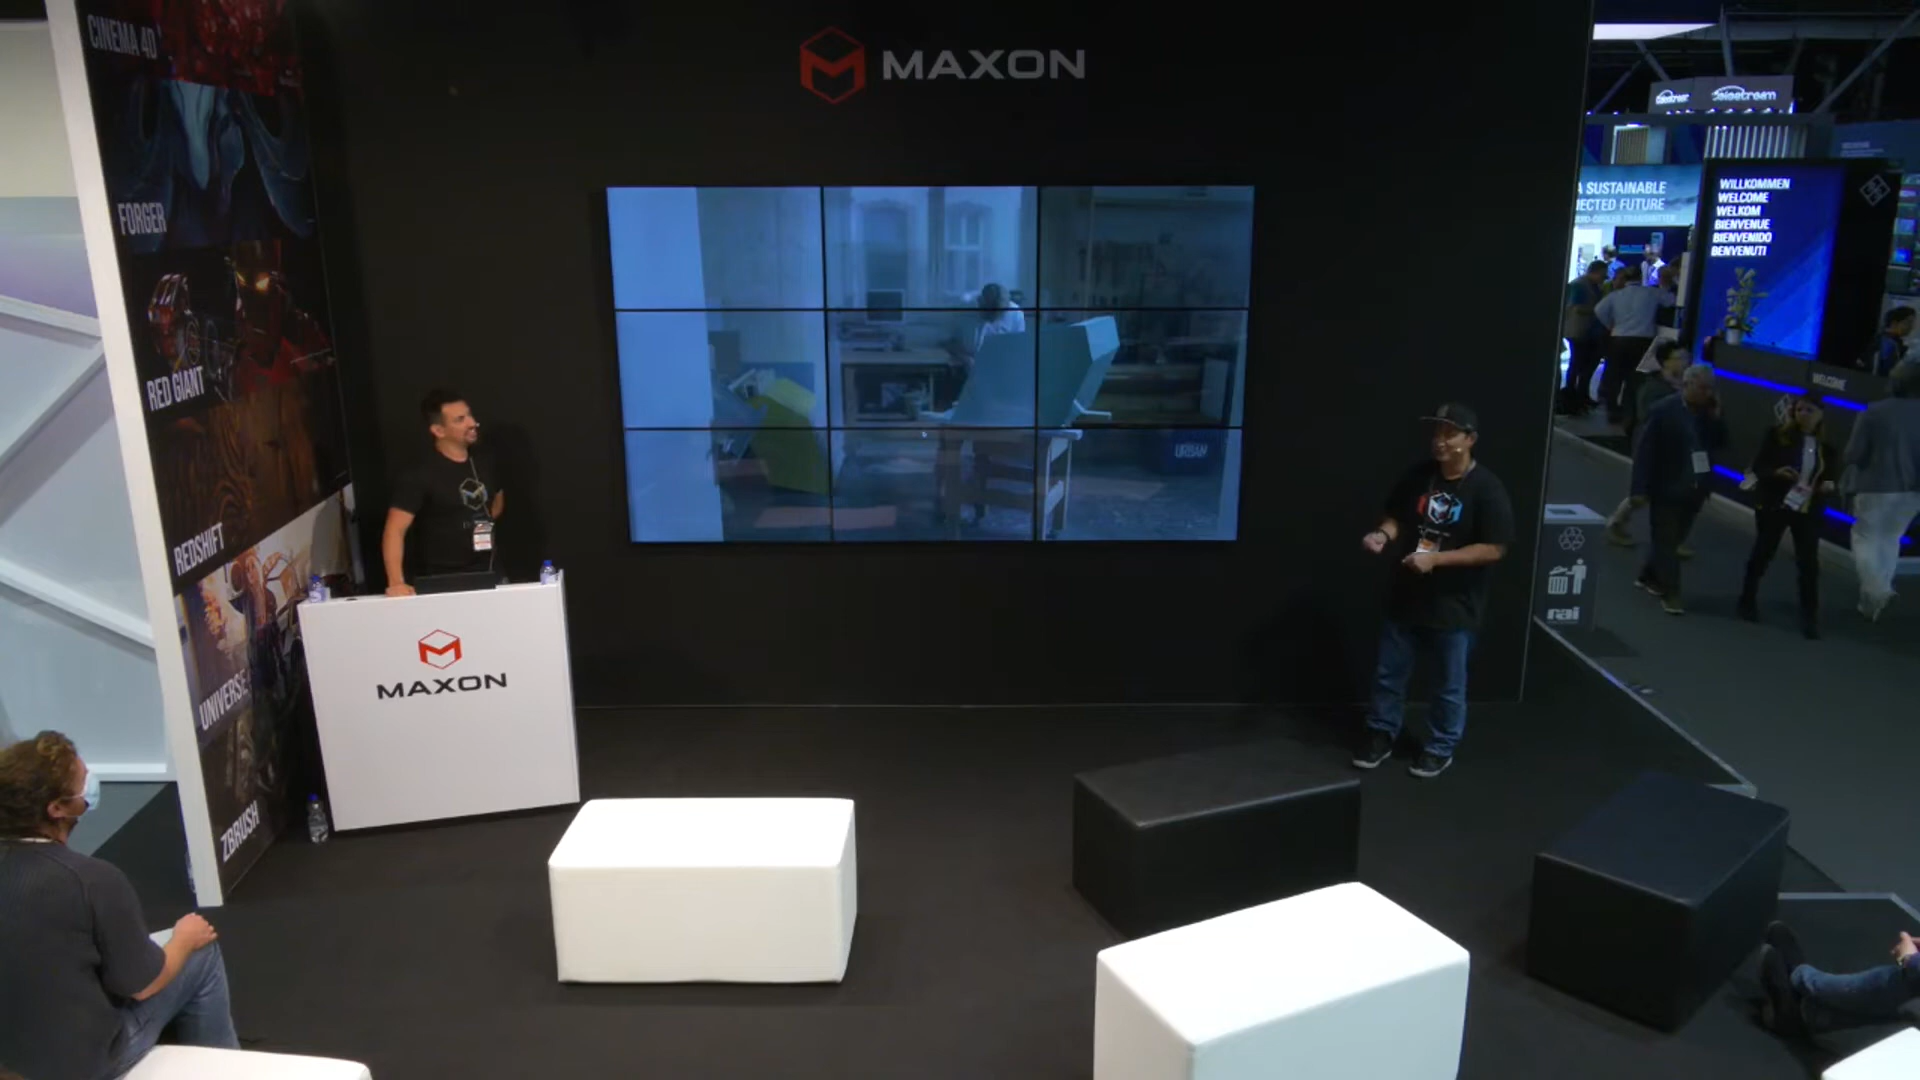 CINEMA 4D
FORGER
RED GIANT
REDSHIFT
UNIVERSE
ZBRUSH
MAXON
URBAN
MAXON
A SUSTAINABLE
FUTURE
WILLKOMMEN
WELCOME
WELKOM
BIENVENUE
BIENVENIDO
BENVENUTI
WELCOME
rai